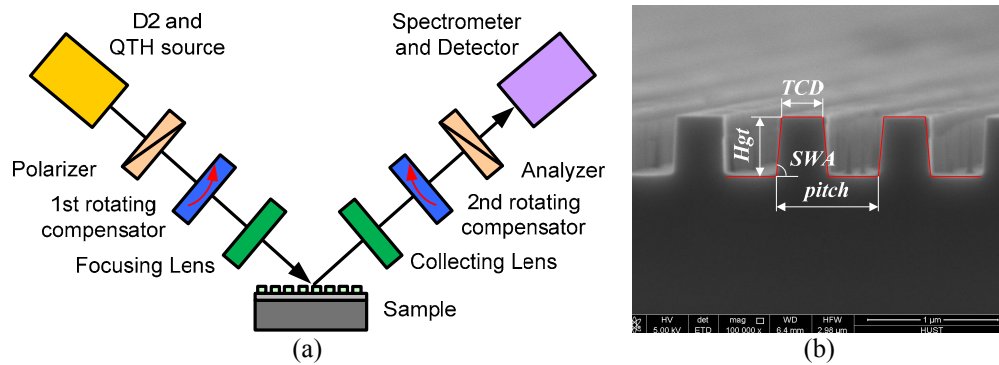 D2 and
QTH source
Spectrometer
and Detector
Polarizer
Analyzer
1st rotating
compensator
2nd rotating
compensator
Focusing Lens
Collecting Lens
Sample
(a)
TCD
Hgt
SWA
pitch
HV det mag WD HFW 1 µm
5.00 kV ETD 100 000 x 6.4 mm 2.98 µm HUST
(b)